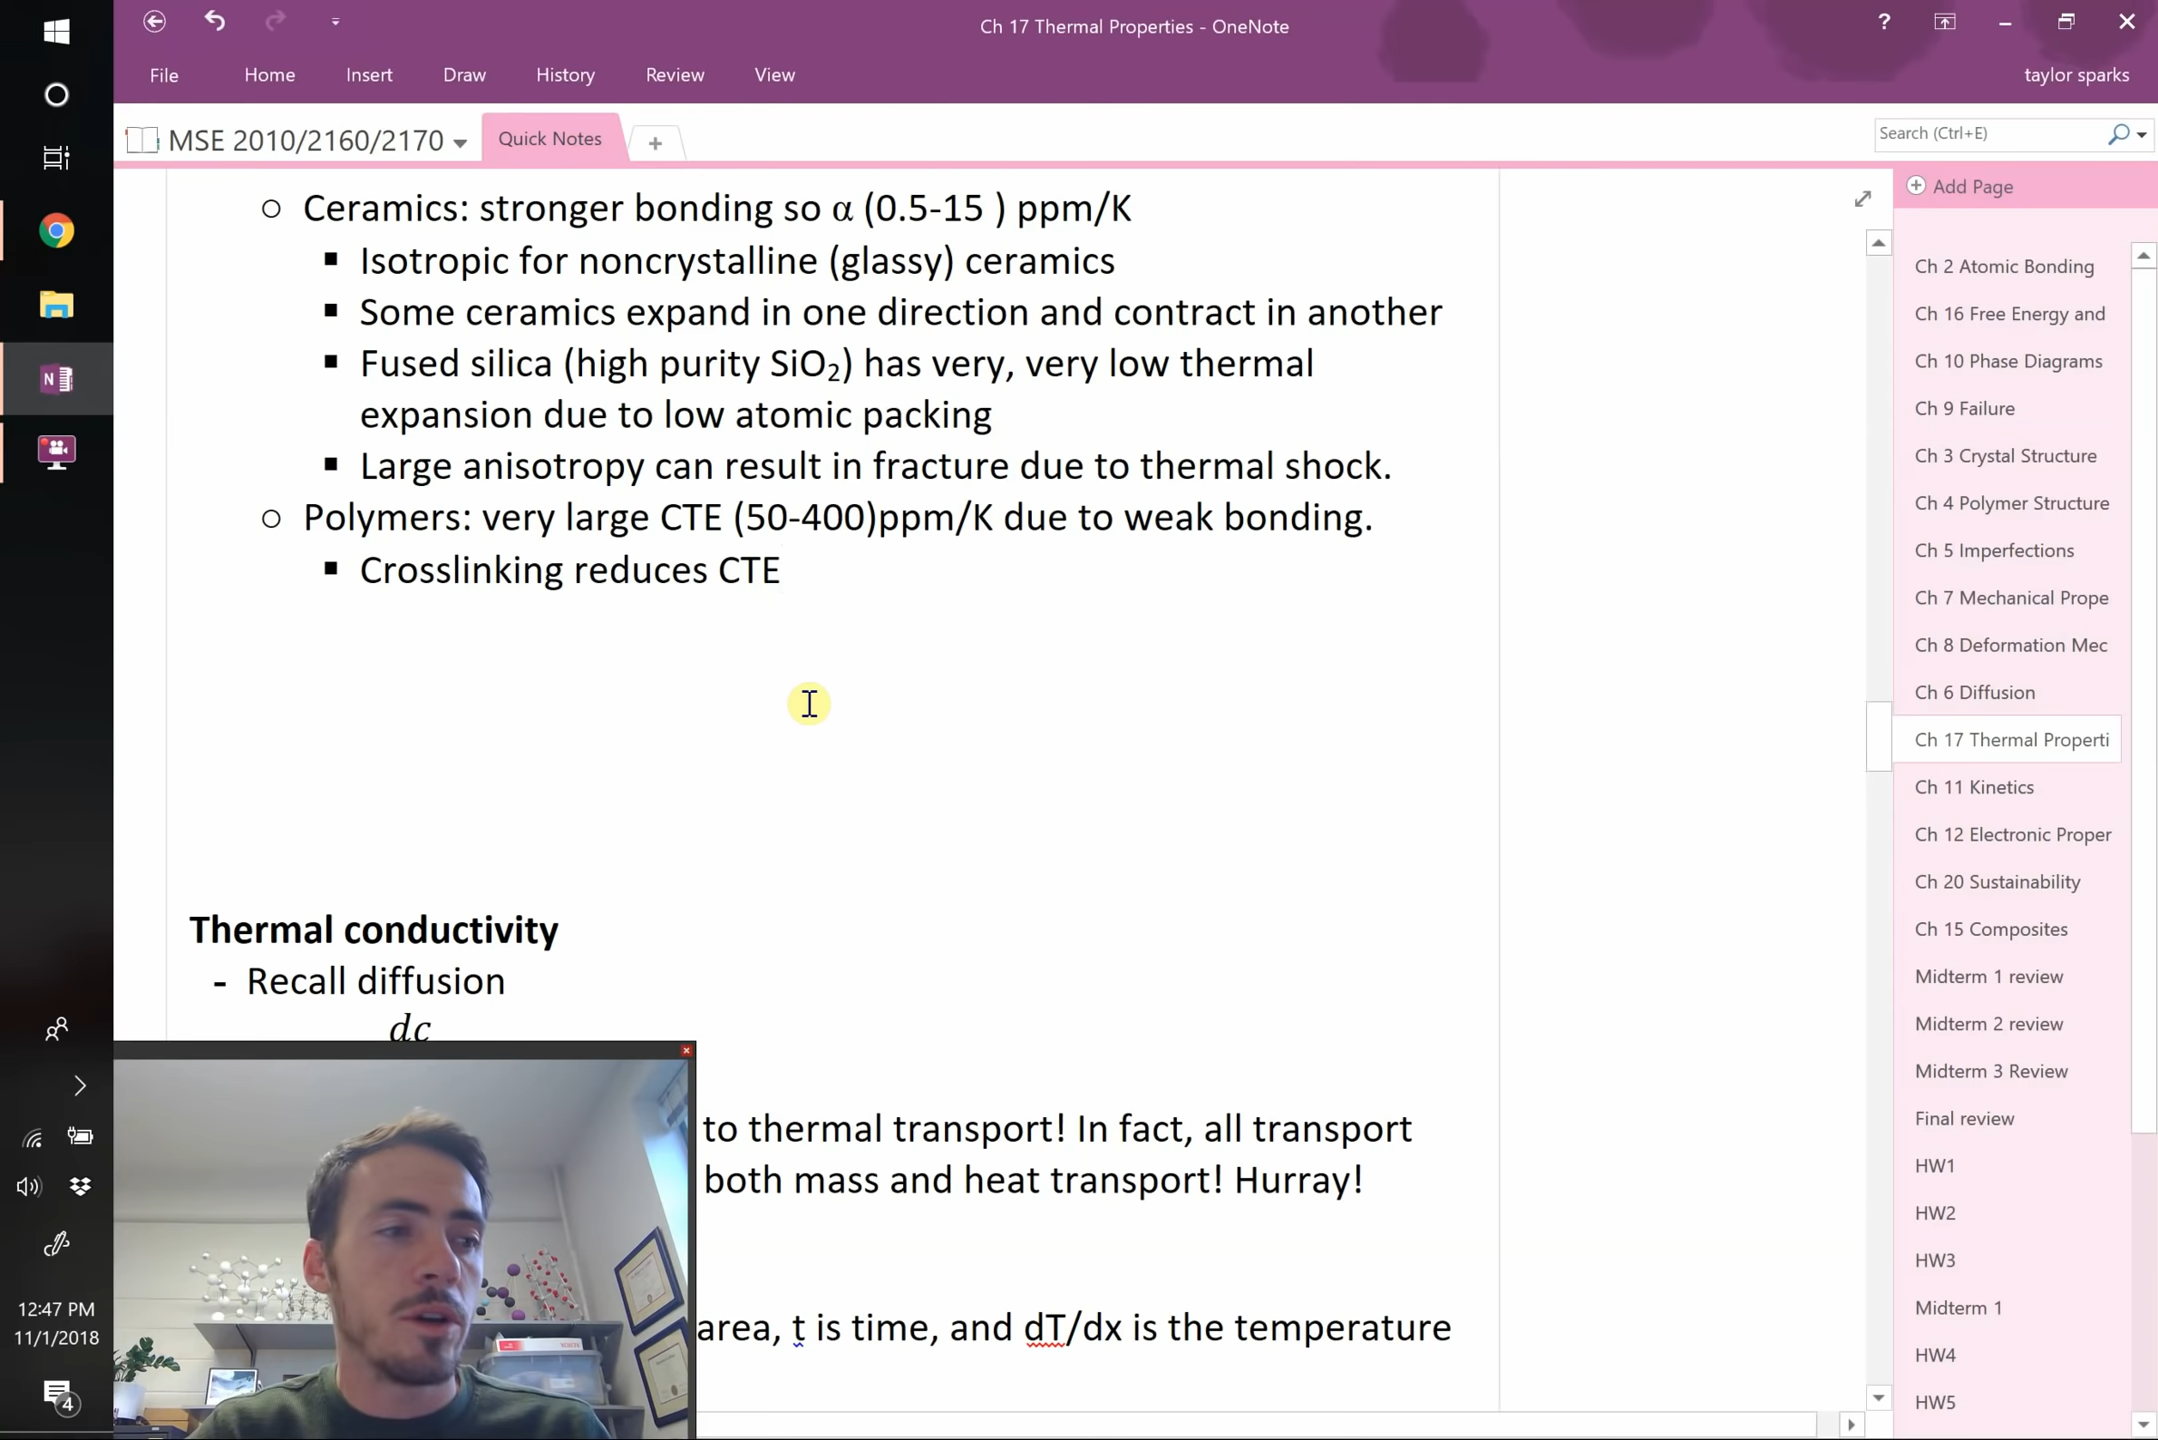 Ch 17 Thermal Properties - OneNote
?
File Home Insert Draw History Review View
taylor sparks
MSE 2010/2160/2170
Quick Notes
+
Search (Ctrl+E)
Add Page
○ Ceramics: stronger bonding so α (0.5-15 ) ppm/K
▪ Isotropic for noncrystalline (glassy) ceramics
▪ Some ceramics expand in one direction and contract in another
▪ Fused silica (high purity SiO₂) has very, very low thermal
expansion due to low atomic packing
▪ Large anisotropy can result in fracture due to thermal shock.
○ Polymers: very large CTE (50-400)ppm/K due to weak bonding.
▪ Crosslinking reduces CTE
Thermal conductivity
- Recall diffusion
dc
to thermal transport! In fact, all transport
both mass and heat transport! Hurray!
area, t is time, and dT/dx is the temperature
Ch 2 Atomic Bonding
Ch 16 Free Energy and
Ch 10 Phase Diagrams
Ch 9 Failure
Ch 3 Crystal Structure
Ch 4 Polymer Structure
Ch 5 Imperfections
Ch 7 Mechanical Prope
Ch 8 Deformation Mec
Ch 6 Diffusion
Ch 17 Thermal Properti
Ch 11 Kinetics
Ch 12 Electronic Proper
Ch 20 Sustainability
Ch 15 Composites
Midterm 1 review
Midterm 2 review
Midterm 3 Review
Final review
HW1
HW2
HW3
Midterm 1
HW4
HW5
N
12:47 PM
11/1/2018
4